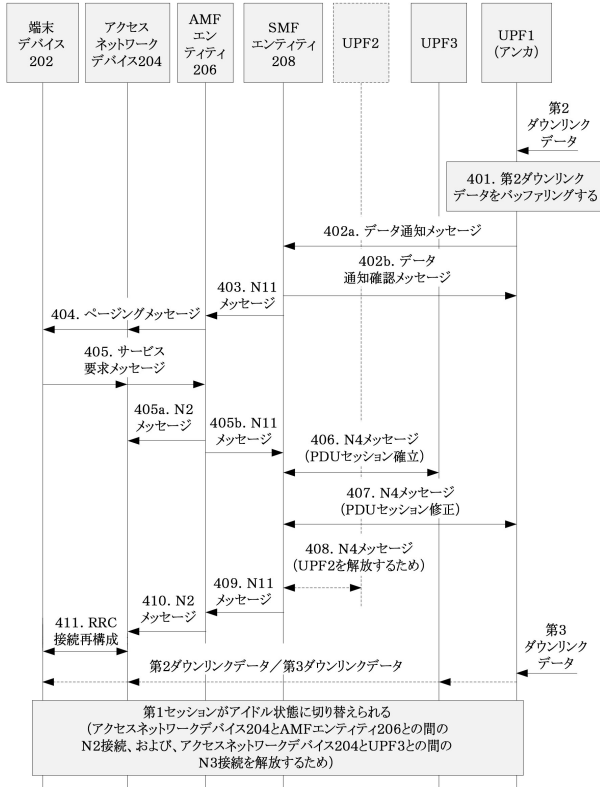 端末
デバイス
202
アクセス
ネットワーク
デバイス204
AMF
エン
ティティ
206
SMF
エンティティ
208
UPF2
UPF3
UPF1
(アンカ)
第2
ダウンリンク
データ
401. 第2ダウンリンク
データをバッファリングする
402a. データ通知メッセージ
402b. データ
通知確認メッセージ
403. N11
メッセージ
404. ページングメッセージ
405. サービス
要求メッセージ
405a. N2
メッセージ
405b. N11
メッセージ
406. N4メッセージ
(PDUセッション確立)
407. N4メッセージ
(PDUセッション修正)
408. N4メッセージ
(UPF2を解放するため)
409. N11
メッセージ
410. N2
メッセージ
411. RRC
接続再構成
第3
ダウンリンク
データ
第2ダウンリンクデータ／第3ダウンリンクデータ
第1セッションがアイドル状態に切り替えられる
(アクセスネットワークデバイス204とAMFエンティティ206との間の
N2接続、および、アクセスネットワークデバイス204とUPF3との間の
N3接続を解放するため)